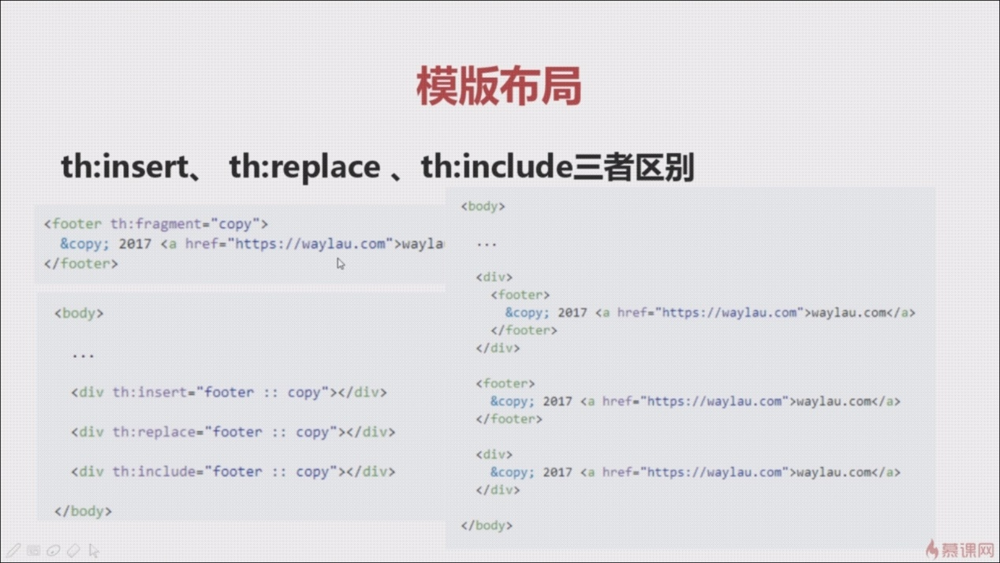 模版布局
th:insert、 th:replace 、th:include三者区别
<footer th:fragment="copy">
&copy; 2017 <a href="https://waylau.com">wayla
</footer>
<body>
...
<div th:insert="footer :: copy"></div>
<div th:replace="footer :: copy"></div>
<div th:include="footer :: copy"></div>
</body>
<body>
...
<div>
<footer>
&copy; 2017 <a href="https://waylau.com">waylau.com</a>
</footer>
</div>
<footer>
&copy; 2017 <a href="https://waylau.com">waylau.com</a>
</footer>
<div>
&copy; 2017 <a href="https://waylau.com">waylau.com</a>
</div>
</body>
慕课网